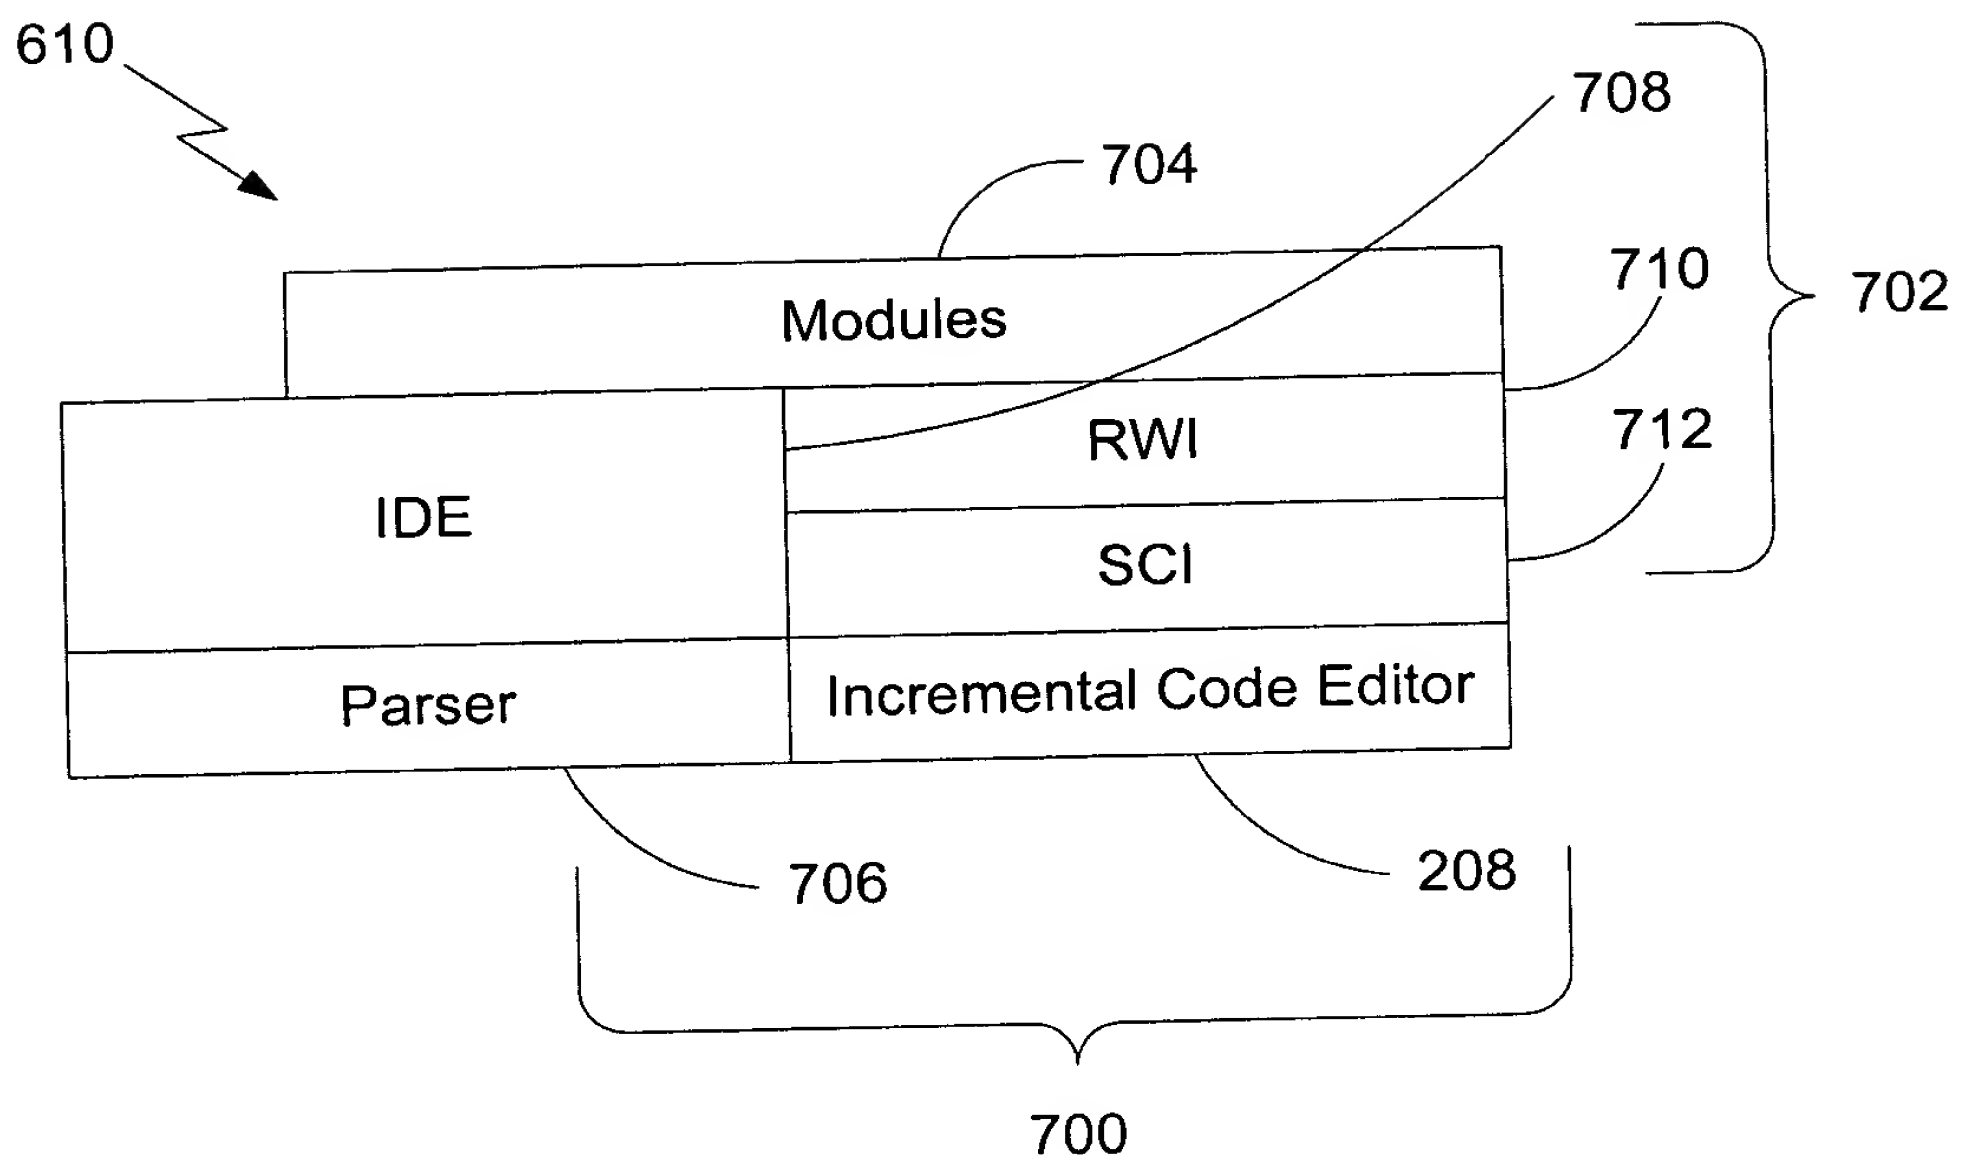 610
708
704
710
702
Modules
712
RWI
IDE
SCI
Parser
Incremental Code Editor
706
208
700